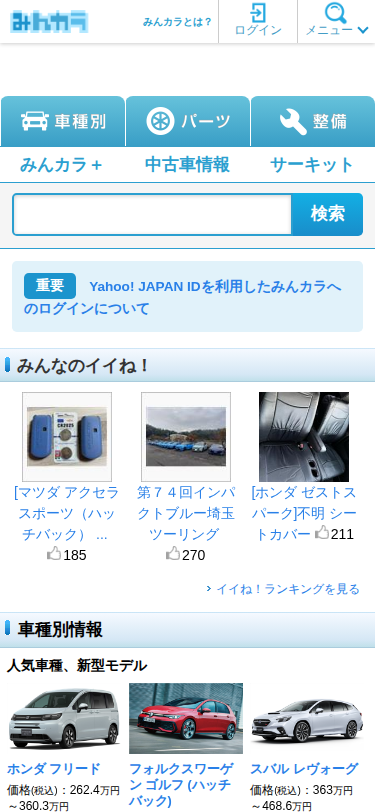 みんカラ
みんカラとは？
ログイン
メニュー
車種別
パーツ
整備
みんカラ＋
中古車情報
サーキット
検索
重要 Yahoo! JAPAN IDを利用したみんカラへ
のログインについて
みんなのイイね！
[マツダ アクセラ
スポーツ（ハッ
チバック） ...
185
第７４回インパ
クトブルー埼玉
ツーリング
270
[ホンダ ゼストス
パーク]不明 シー
トカバー 211
イイね！ランキングを見る
車種別情報
人気車種、新型モデル
ホンダ フリード
価格(税込)：262.4万円
～360.3万円
フォルクスワーゲ
ン ゴルフ (ハッチ
バック)
スバル レヴォーグ
価格(税込)：363万円
～468.6万円